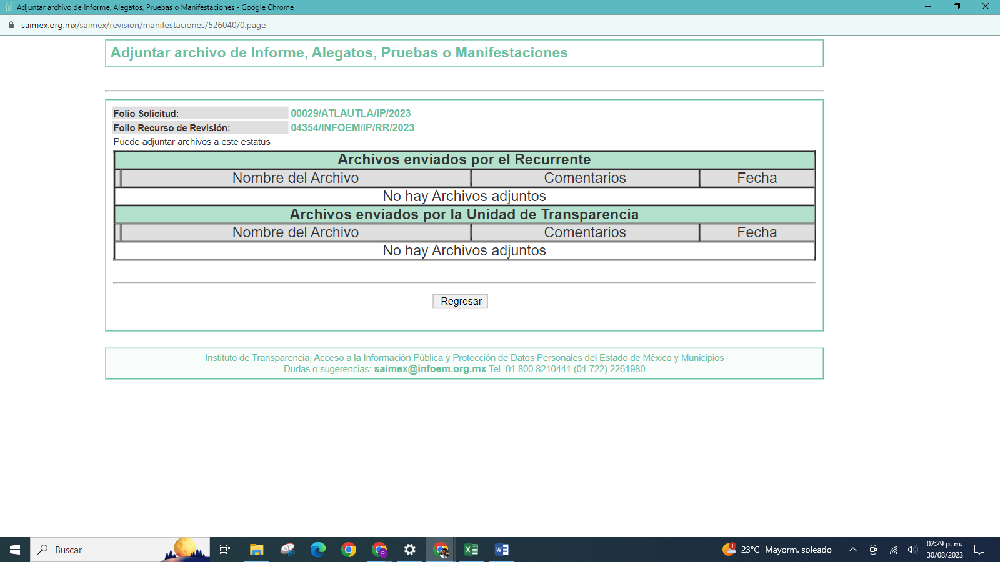 Adjuntar archivo de Informe, Alegatos, Pruebas o Manifestaciones - Google Chrome
saimex.org.mx/saimex/revision/manifestaciones/526040/0.page
Adjuntar archivo de Informe, Alegatos, Pruebas o Manifestaciones
Folio Solicitud: 00029/ATLAUTLA/IP/2023
Folio Recurso de Revisión: 04354/INFOEM/IP/RR/2023
Puede adjuntar archivos a este estatus
Archivos enviados por el Recurrente
Nombre del Archivo Comentarios Fecha
No hay Archivos adjuntos
Archivos enviados por la Unidad de Transparencia
Nombre del Archivo Comentarios Fecha
No hay Archivos adjuntos
Regresar
Instituto de Transparencia, Acceso a la Información Pública y Protección de Datos Personales del Estado de México y Municipios
Dudas o sugerencias: saimex@infoem.org.mx Tel. 01 800 8210441 (01 722) 2261980
Buscar
1
23°C Mayorm. soleado
02:29 p. m.
30/08/2023